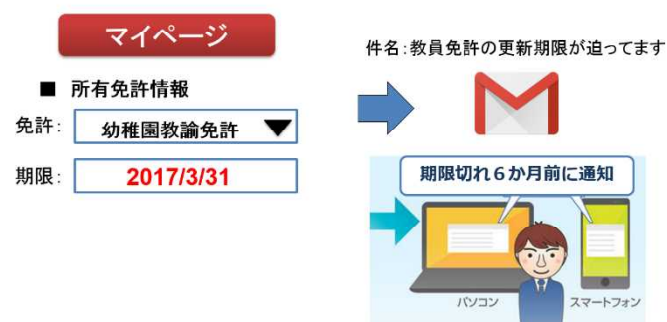 マイページ
件名:教員免許の更新期限が迫ってます
■ 所有免許情報
免許: 幼稚園教諭免許 ▼
期限: 2017/3/31
期限切れ6か月前に通知
パソコン
スマートフォン